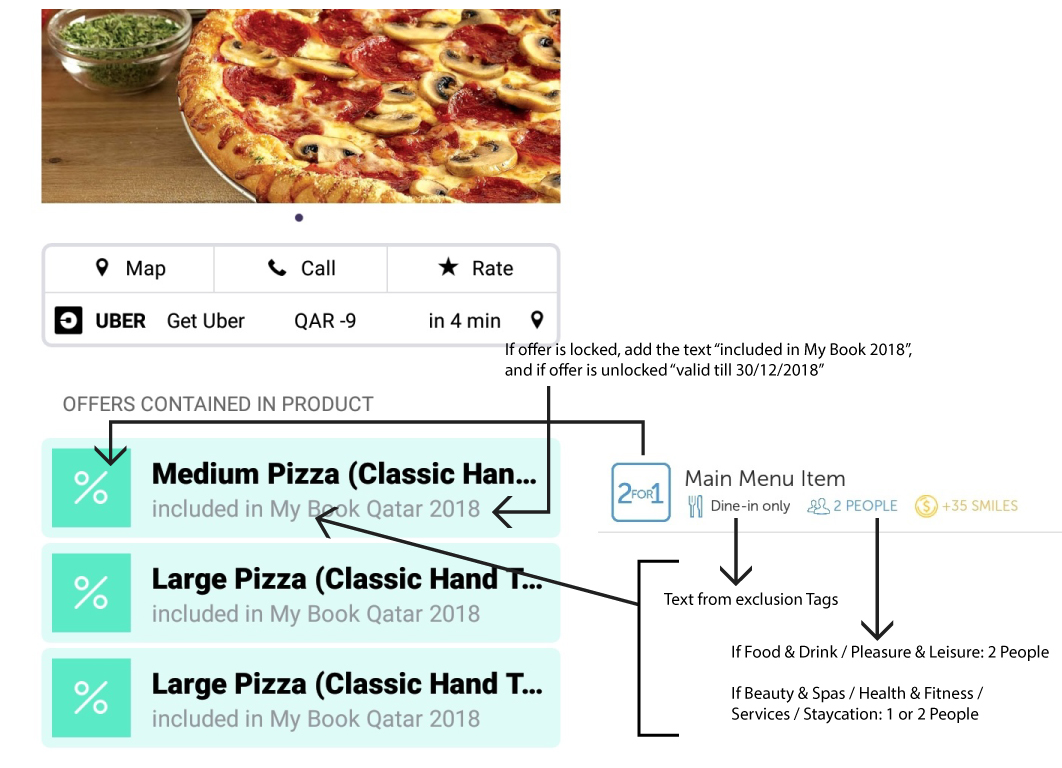 Map
Call
Rate
UBER Get Uber QAR -9 in 4 min
If offer is locked, add the text “included in My Book 2018”,
and if offer is unlocked “valid till 30/12/2018”
OFFERS CONTAINED IN PRODUCT
% Medium Pizza (Classic Han...
included in My Book Qatar 2018
% Large Pizza (Classic Hand T...
included in My Book Qatar 2018
% Large Pizza (Classic Hand T...
included in My Book Qatar 2018
2FOR1
Main Menu Item
Dine-in only 2 PEOPLE $ +35 SMILES
Text from exclusion Tags
If Food & Drink / Pleasure & Leisure: 2 People
If Beauty & Spas / Health & Fitness /
Services / Staycation: 1 or 2 People